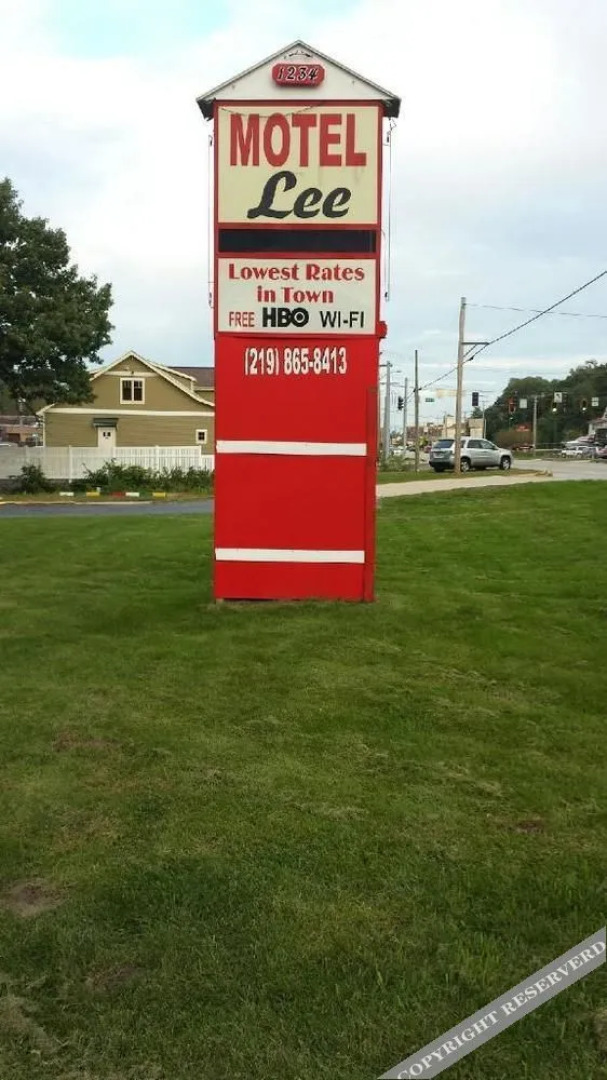 1234
MOTEL
Lee
Lowest Rates
in Town
FREE HBO WI-FI
(219) 865-8413
COPYRIGHT RESERVERD